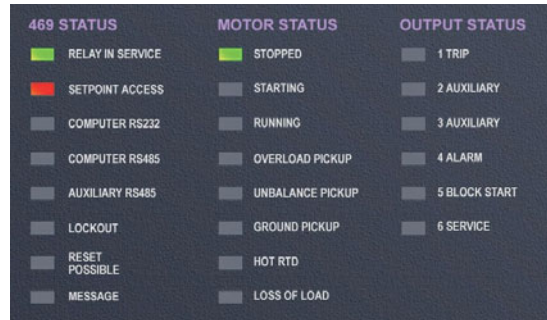 469 STATUS
RELAY IN SERVICE
SETPOINT ACCESS
COMPUTER RS232
COMPUTER RS485
AUXILIARY RS485
LOCKOUT
RESET
POSSIBLE
MESSAGE
MOTOR STATUS
STOPPED
STARTING
RUNNING
OVERLOAD PICKUP
UNBALANCE PICKUP
GROUND PICKUP
HOT RTD
LOSS OF LOAD
OUTPUT STATUS
1 TRIP
2 AUXILIARY
3 AUXILIARY
4 ALARM
5 BLOCK START
6 SERVICE